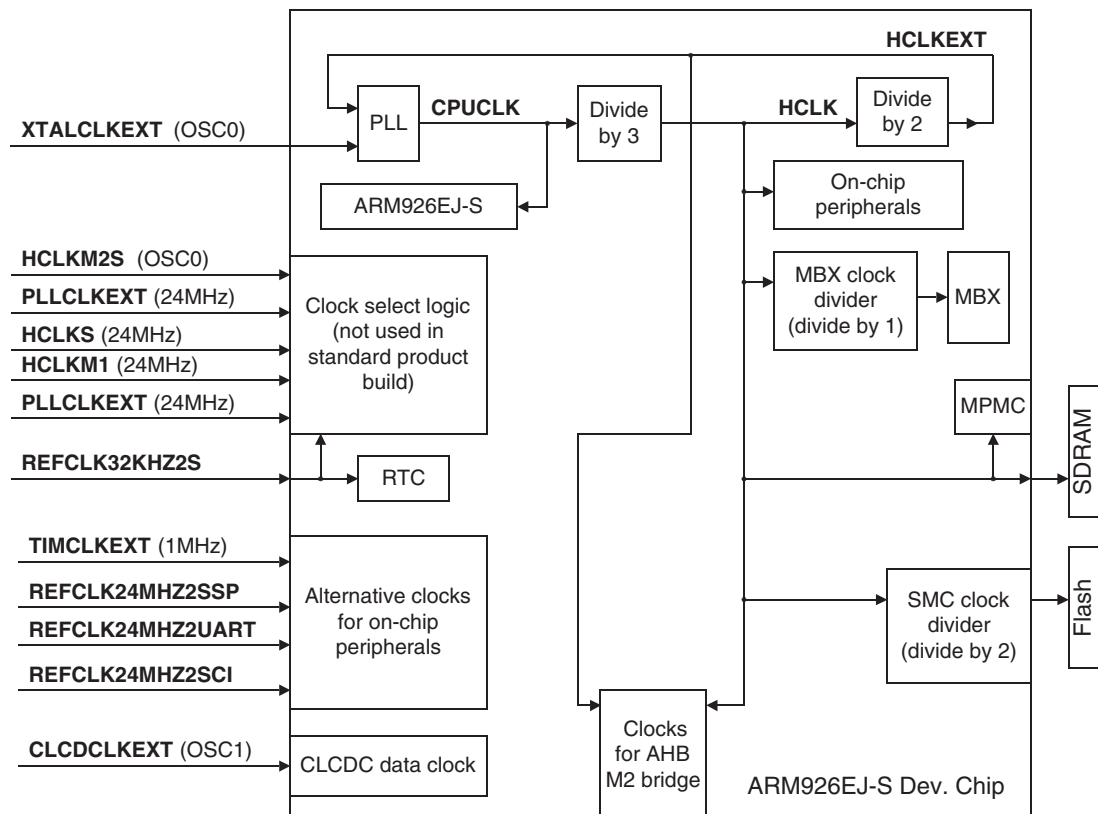 HCLKEXT
XTALCLKEXT (OSC0)
PLL
CPUCLK
Divide
by 3
HCLK
Divide
by 2
ARM926EJ-S
On-chip
peripherals
HCLKM2S (OSC0)
PLLCLKEXT (24MHz)
HCLKS (24MHz)
HCLKM1 (24MHz)
PLLCLKEXT (24MHz)
Clock select logic
(not used in
standard product
build)
MBX clock
divider
(divide by 1)
MBX
MPMC
SDRAM
REFCLK32KHZ2S
RTC
TIMCLKEXT (1MHz)
REFCLK24MHZ2SSP
REFCLK24MHZ2UART
REFCLK24MHZ2SCI
Alternative clocks
for on-chip
peripherals
SMC clock
divider
(divide by 2)
Flash
CLCDCLKEXT (OSC1)
CLCDC data clock
Clocks
for AHB
M2 bridge
ARM926EJ-S Dev. Chip